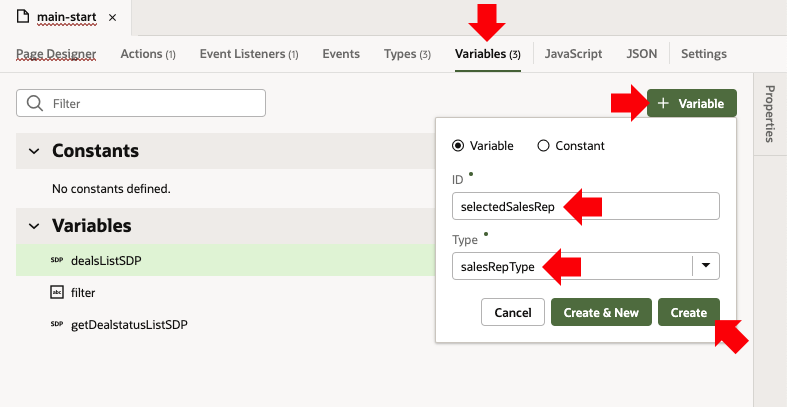 main-start ×
Page Designer Actions (1) Event Listeners (1) Events Types (3) Variables (3) JavaScript JSON Settings
Filter
+ Variable
Properties
Constants
No constants defined.
Variables
SDP dealsListSDP
abc filter
SDP getDealstatusListSDP
Variable Constant
ID
selectedSalesRep
Type
salesRepType
Cancel Create & New Create